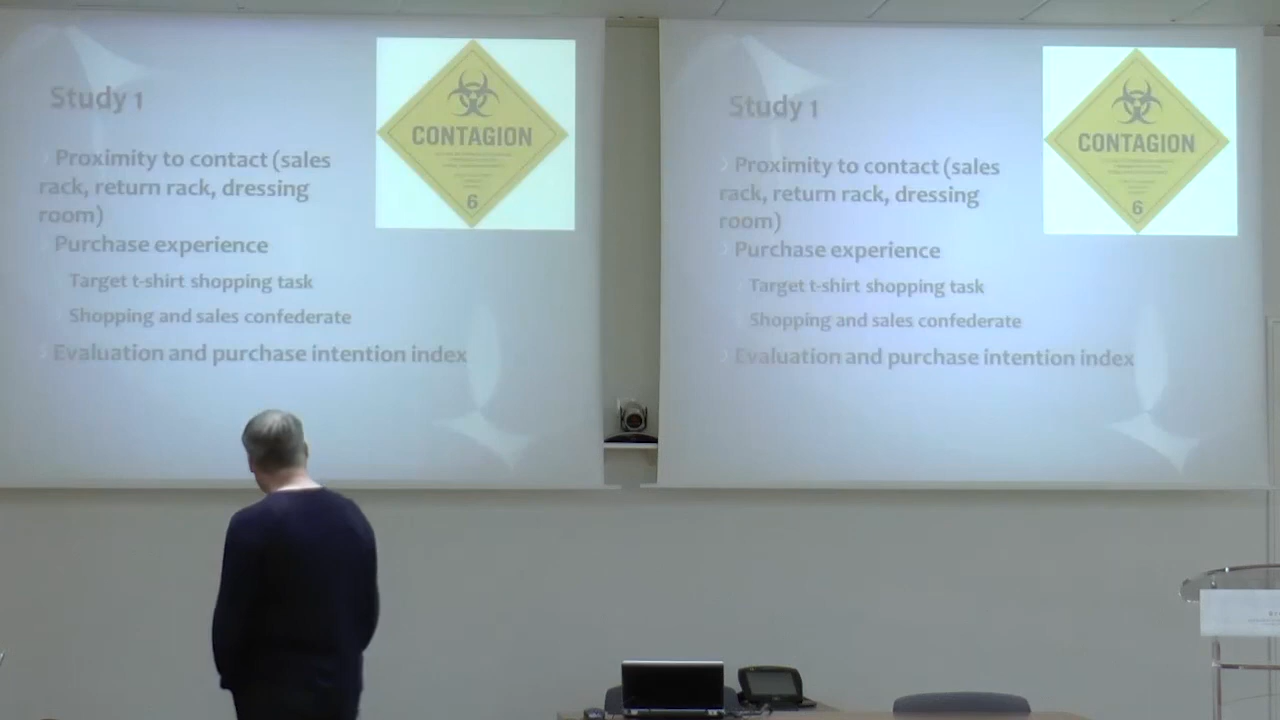 Study 1
CONTAGION
6
Proximity to contact (sales
rack, return rack, dressing
room)
Purchase experience
Target t-shirt shopping task
Shopping and sales confederate
Evaluation and purchase intention index
Study 1
CONTAGION
6
Proximity to contact (sales
rack, return rack, dressing
room)
Purchase experience
Target t-shirt shopping task
Shopping and sales confederate
Evaluation and purchase intention index